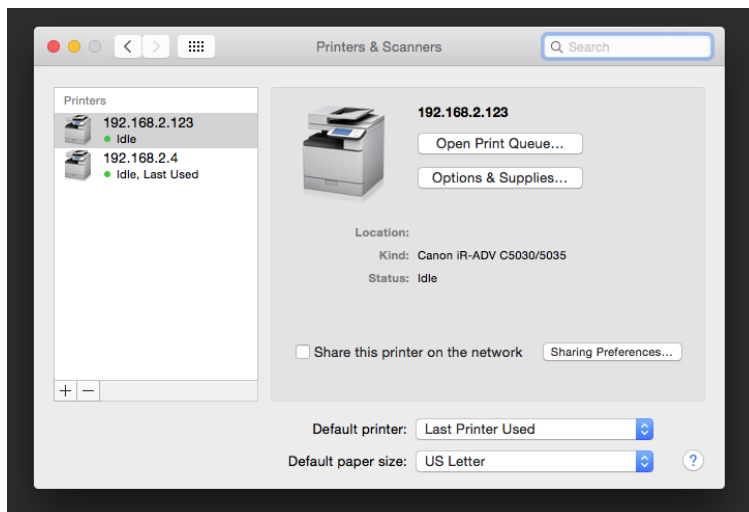 Printers & Scanners
Search
Printers
192.168.2.123
Idle
192.168.2.4
Idle, Last Used
192.168.2.123
Open Print Queue...
Options & Supplies...
Location:
Kind: Canon iR-ADV C5030/5035
Status: Idle
Share this printer on the network
Sharing Preferences...
+ −
Default printer: Last Printer Used
Default paper size: US Letter
?